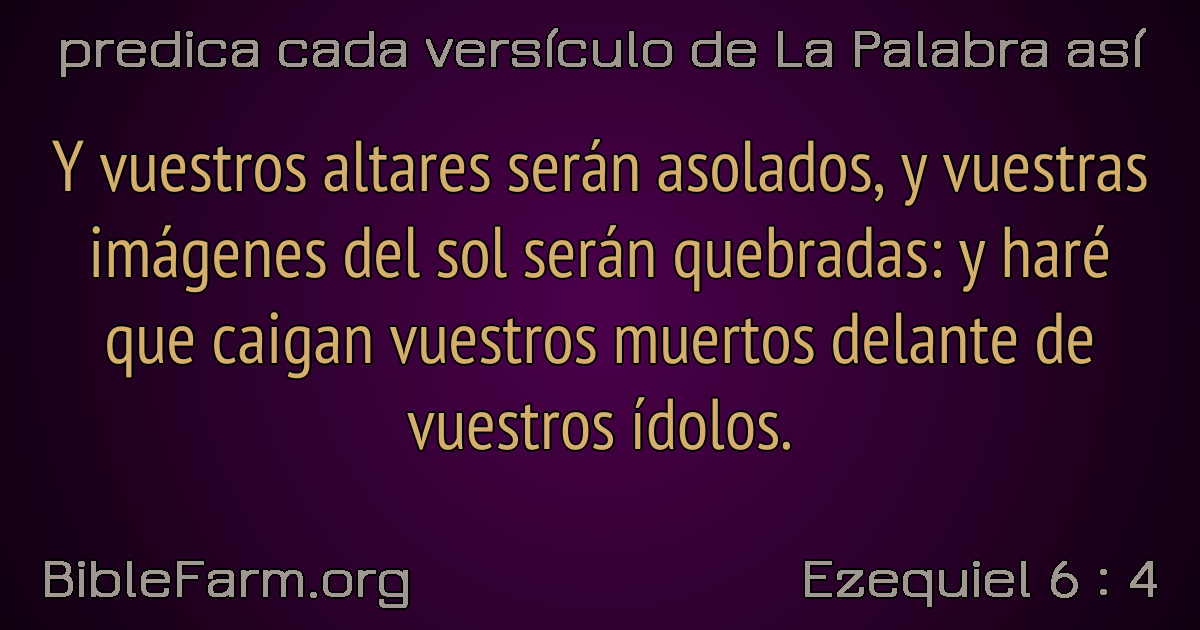 predica cada versículo de La Palabra así
Y vuestros altares serán asolados, y vuestras
imágenes del sol serán quebradas: y haré
que caigan vuestros muertos delante de
vuestros ídolos.
BibleFarm.org
Ezequiel 6 : 4